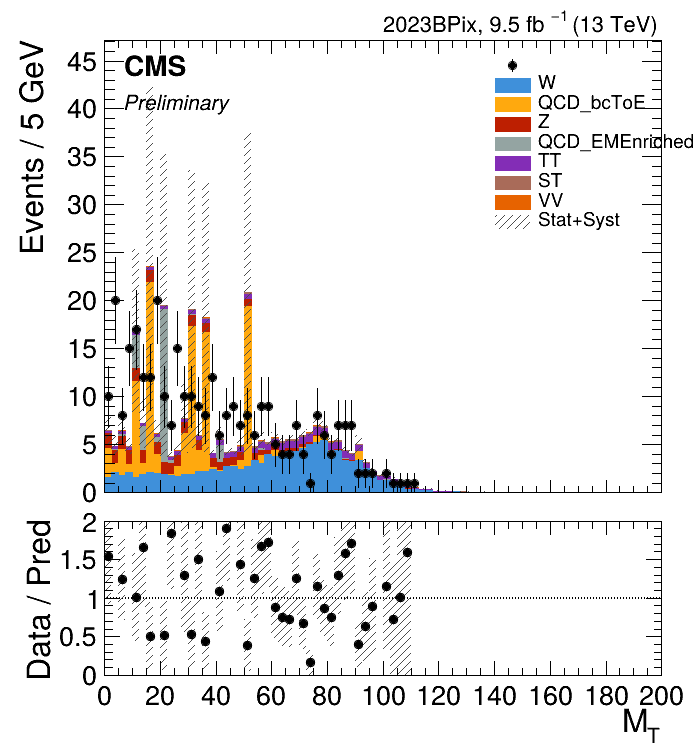 2023BPix, 9.5 fb⁻¹ (13 TeV)
CMS
Preliminary
W
QCD_bcToE
Z
QCD_EMEnriched
TT
ST
VV
Stat+Syst
Events / 5 GeV
45
40
35
30
25
20
15
10
5
0
Data / Pred
2
1.5
1
0.5
0
0 20 40 60 80 100 120 140 160 180 200
M_T